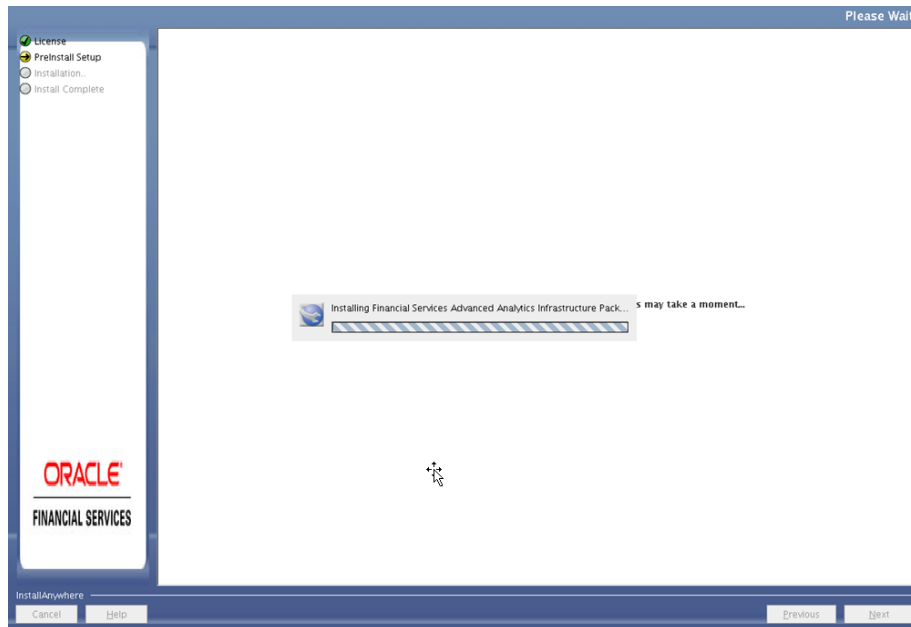 Please Wai
License
PreInstall Setup
Installation..
Install Complete
Installing Financial Services Advanced Analytics Infrastructure Pack...
s may take a moment...
ORACLE'
FINANCIAL SERVICES
InstallAnywhere
Cancel Help Previous Next